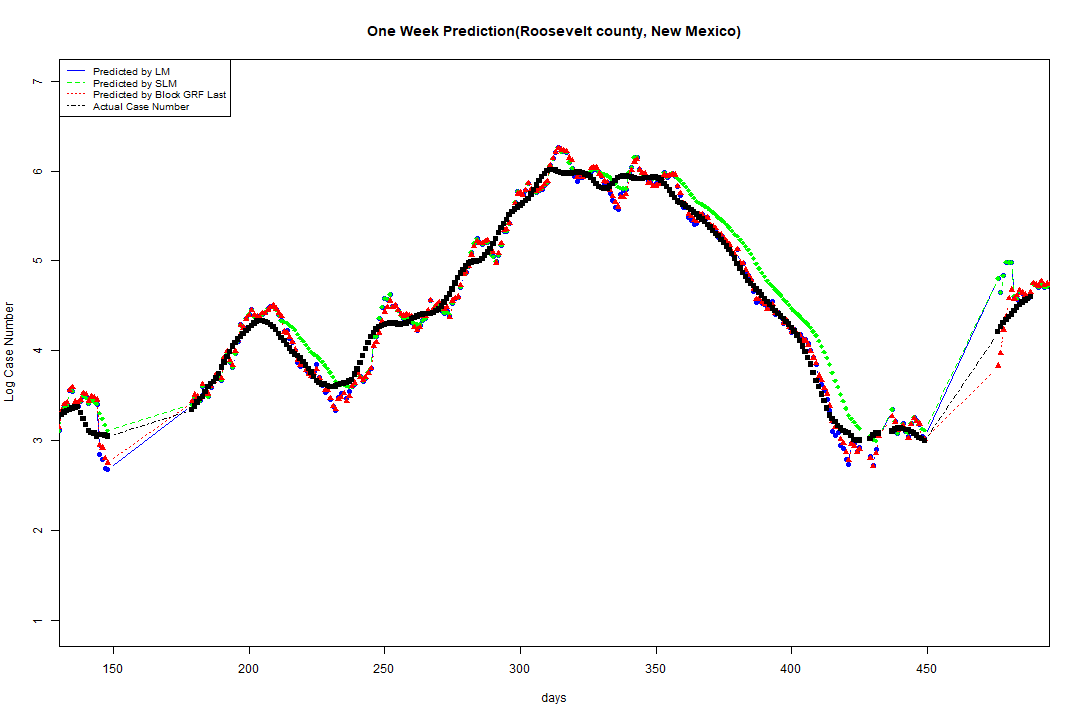 One Week Prediction(Roosevelt county, New Mexico)
Predicted by LM
Predicted by SLM
Predicted by Block GRF Last
Actual Case Number
Log Case Number
7
6
5
4
3
2
1
150 200 250 300 350 400 450
days